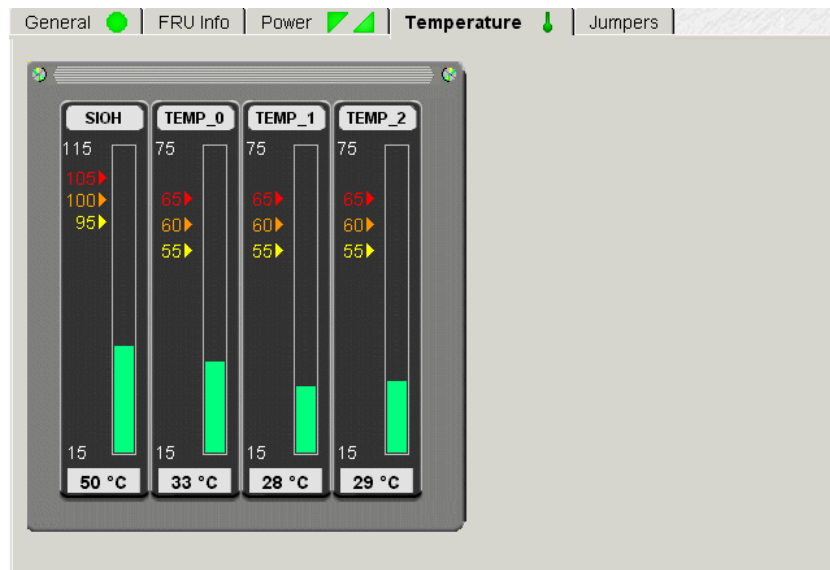 General FRU Info Power Temperature Jumpers
SIOH TEMP_0 TEMP_1 TEMP_2
115 75 75 75
105 65 65 65
100 60 60 60
95 55 55 55
15 15 15 15
50 °C 33 °C 28 °C 29 °C